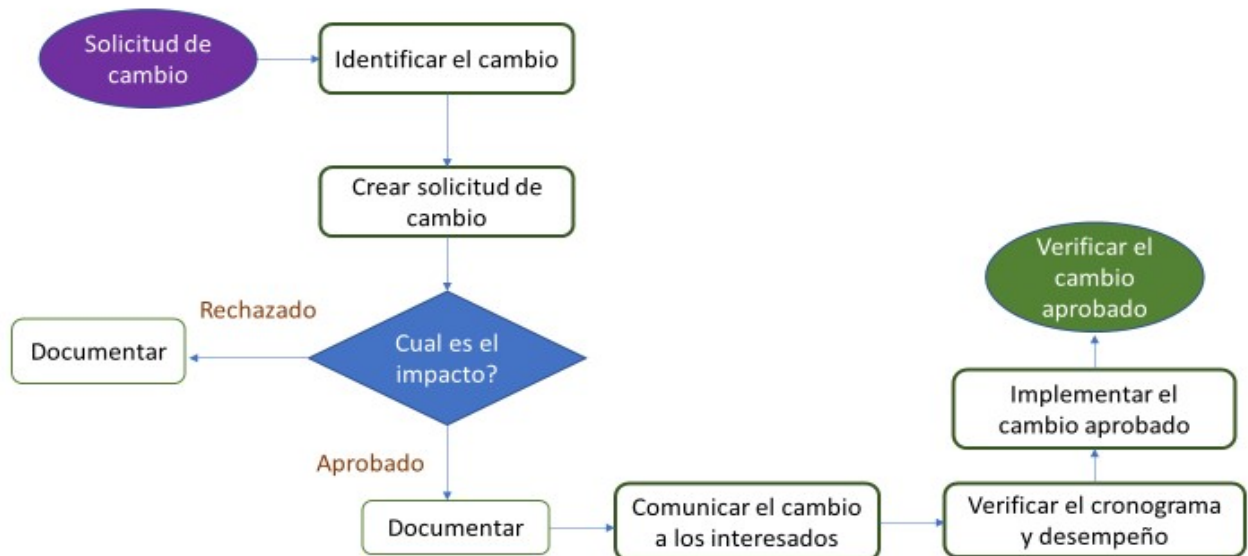 Solicitud de
cambio
Identificar el cambio
Crear solicitud de
cambio
Rechazado
Documentar
Cual es el
impacto?
Aprobado
Documentar
Comunicar el cambio
a los interesados
Verificar el cronograma
y desempeño
Implementar el
cambio aprobado
Verificar el
cambio
aprobado